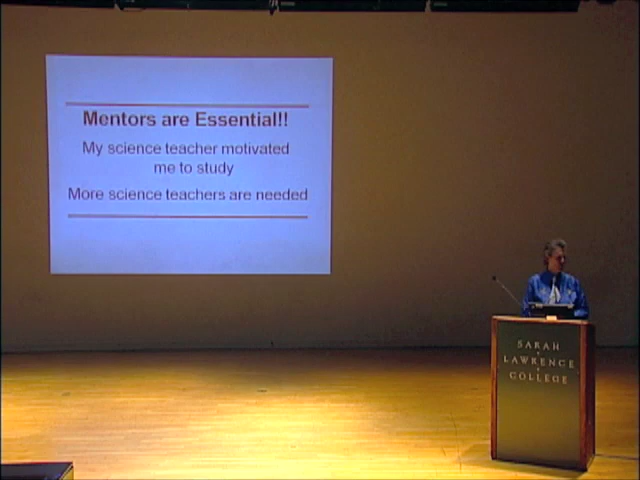 Mentors are Essential!!
My science teacher motivated
me to study
More science teachers are needed
SARAH
LAWRENCE
COLLEGE